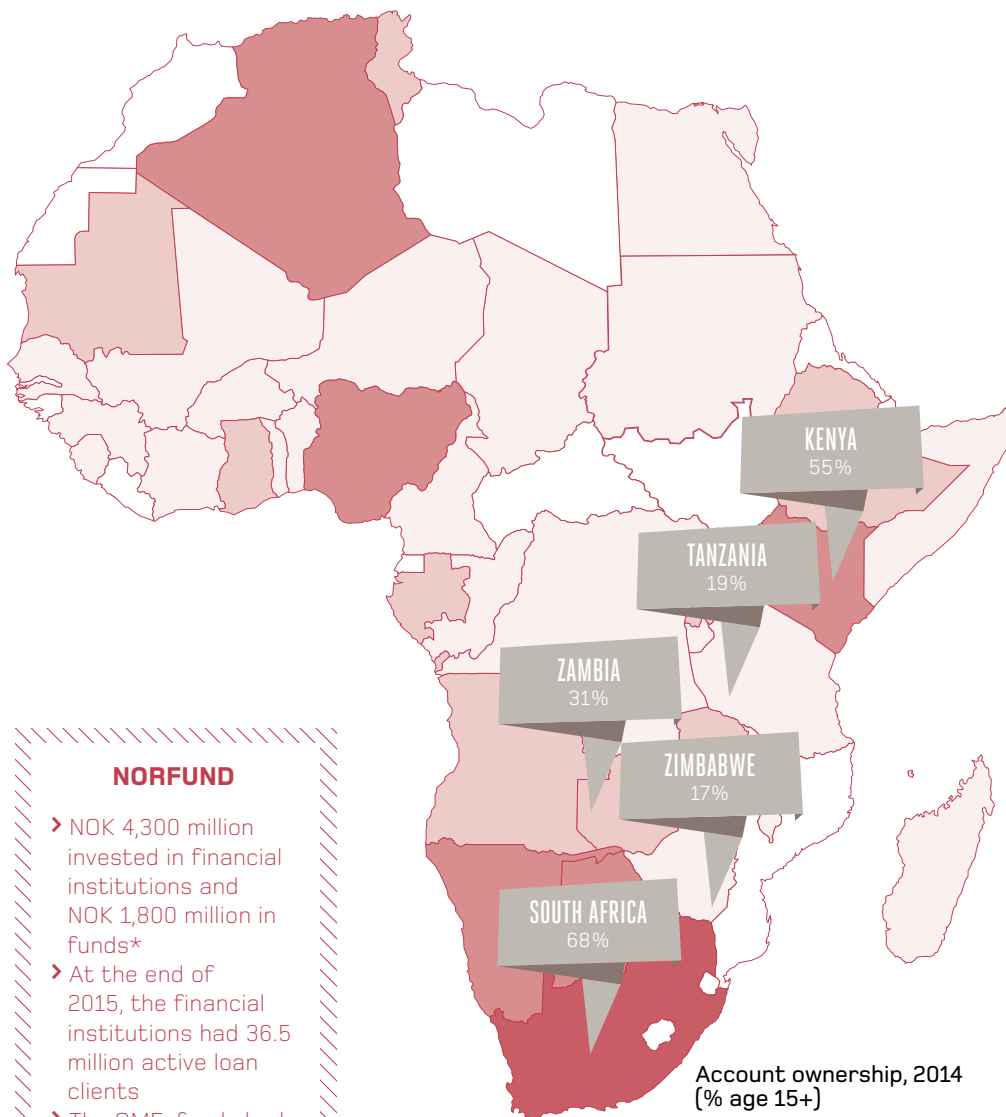 KENYA
55%
TANZANIA
19%
ZAMBIA
31%
ZIMBABWE
17%
SOUTH AFRICA
68%
NORFUND
NOK 4,300 million
invested in financial
institutions and
NOK 1,800 million in
funds*
At the end of
2015, the financial
institutions had 36.5
million active loan
clients
Account ownership, 2014
(% age 15+)